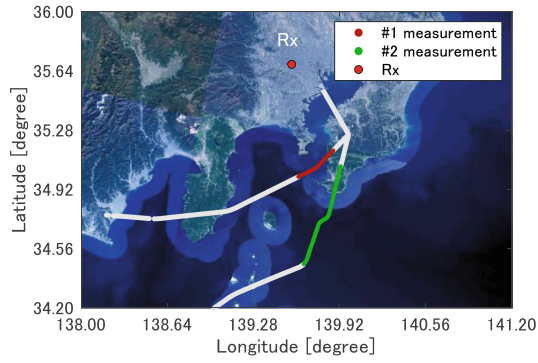 36.00
35.64
35.28
34.92
34.56
34.20
Latitude [degree]
Rx
#1 measurement
#2 measurement
Rx
138.00 138.64 139.28 139.92 140.56 141.20
Longitude [degree]